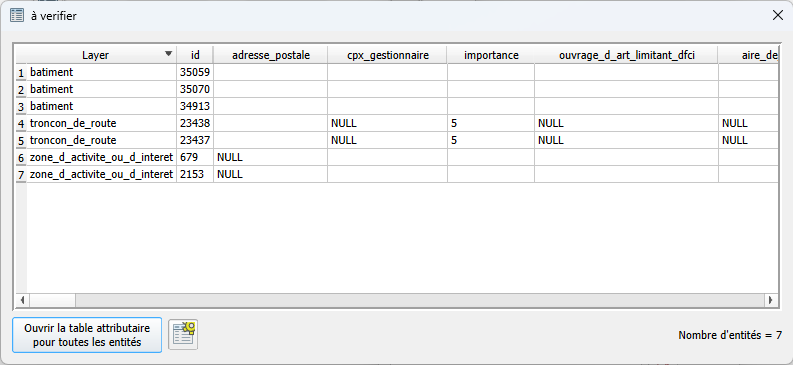 à verifier
Layer id adresse_postale cpx_gestionnaire importance ouvrage_d_art_limitant_dfci aire_de
1 batiment 35059
2 batiment 35070
3 batiment 34913
4 troncon_de_route 23438 NULL 5 NULL NULL
5 troncon_de_route 23437 NULL 5 NULL NULL
6 zone_d_activite_ou_d_interet 679 NULL
7 zone_d_activite_ou_d_interet 2153 NULL
Ouvrir la table attributaire
pour toutes les entités
Nombre d'entités = 7